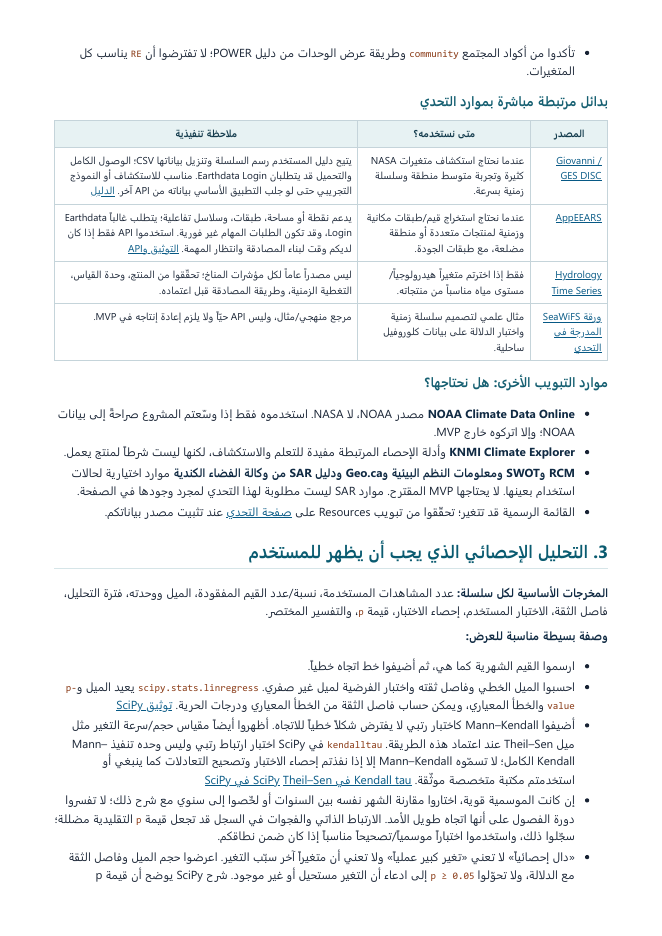 • تأكدوا من أكواد المجتمع community وطريقة عرض الوحدات من دليل POWER؛ لا تفترضوا أن RE يناسب كل
المتغيرات.
بدائل مرتبطة مباشرة بموارد التحدي
المصدر
متى نستخدمه؟
ملاحظة تنفيذية
Giovanni /
GES DISC
عندما نحتاج استكشاف متغيرات NASA
كثيرة وتجربة متوسط منطقة وسلسلة
زمنية بسرعة.
يتيح دليل المستخدم رسم السلسلة وتنزيل بياناتها CSV؛ الوصول الكامل
والتحميل قد يتطلبان Earthdata Login. مناسب للاستكشاف أو النموذج
التجريبي حتى لو جلب التطبيق الأساسي بياناته من API آخر. الدليل
AppEEARS
عندما نحتاج استخراج قيم/طبقات مكانية
وزمنية لمنتجات متعددة أو منطقة
مضلعة، مع طبقات الجودة.
يدعم نقطة أو مساحة، طبقات، وسلاسل تفاعلية؛ يتطلب غالباً Earthdata
Login، وقد تكون الطلبات المهام غير فورية. استخدموا API فقط إذا كان
لديكم وقت لبناء المصادقة وانتظار المهمة. التوثيق وAPI
Hydrology
Time Series
فقط إذا اخترتم متغيراً هيدرولوجياً/
مستوى مياه مناسباً من منتجاته.
ليس مصدراً عاماً لكل مؤشرات المناخ؛ تحقّقوا من المنتج، وحدة القياس،
التغطية الزمنية، وطريقة المصادقة قبل اعتماده.
ورقة SeaWiFS
المدرجة في
التحدي
مثال علمي لتصميم سلسلة زمنية
واختبار الدلالة على بيانات كلوروفيل
ساحلية.
مرجع منهجي/مثال، وليس API حيّاً ولا يلزم إعادة إنتاجه في MVP.
موارد التبويب الأخرى: هل نحتاجها؟
• NOAA Climate Data Online مصدر NOAA، لا NASA. استخدموه فقط إذا وسّعتم المشروع صراحةً إلى بيانات
NOAA؛ وإلا اتركوه خارج MVP.
• KNMI Climate Explorer وأدلة الإحصاء المرتبطة مفيدة للتعلم والاستكشاف، لكنها ليست شرطاً لمنتج يعمل.
• RCM وSWOT ومعلومات النظم البيئية وGeo.ca ودليل SAR من وكالة الفضاء الكندية موارد اختيارية لحالات
استخدام بعينها. لا يحتاجها MVP المقترح. موارد SAR ليست مطلوبة لهذا التحدي لمجرد وجودها في الصفحة.
• القائمة الرسمية قد تتغير؛ تحقّقوا من تبويب Resources على صفحة التحدي عند تثبيت مصدر بياناتكم.
3. التحليل الإحصائي الذي يجب أن يظهر للمستخدم
المخرجات الأساسية لكل سلسلة: عدد المشاهدات المستخدمة، نسبة/عدد القيم المفقودة، الميل ووحدته، فترة التحليل،
فاصل الثقة، الاختبار المستخدم، إحصاء الاختبار، قيمة p، والتفسير المختصر.
وصفة بسيطة مناسبة للعرض:
• ارسموا القيم الشهرية كما هي، ثم أضيفوا خط اتجاه خطياً.
• احسبوا الميل الخطي وفاصل ثقته واختبار الفرضية لميل غير صفري. scipy.stats.linregress يعيد الميل وp-
value والخطأ المعياري، ويمكن حساب فاصل الثقة من الخطأ المعياري ودرجات الحرية. توثيق SciPy
• أضيفوا Mann–Kendall كاختبار رتبي لا يفترض شكلاً خطياً للاتجاه. أظهروا أيضاً مقياس حجم/سرعة التغير مثل
ميل Theil–Sen عند اعتماد هذه الطريقة. kendalltau في SciPy اختبار ارتباط رتبي وليس وحده تنفيذ Mann–
Kendall الكامل؛ لا تسمّوه Mann–Kendall إلا إذا نفذتم إحصاء الاختبار وتصحيح التعادلات كما ينبغي أو
استخدمتم مكتبة متخصصة موثّقة. Kendall tau في SciPy Theil–Sen في SciPy
• إن كانت الموسمية قوية، اختاروا مقارنة الشهر نفسه بين السنوات أو لخّصوا إلى سنوي مع شرح ذلك؛ لا تفسروا
دورة الفصول على أنها اتجاه طويل الأمد. الارتباط الذاتي والفجوات في السجل قد تجعل قيمة p التقليدية مضللة؛
سجّلوا ذلك، واستخدموا اختباراً موسمياً/تصحيحاً مناسباً إذا كان ضمن نطاقكم.
• «دال إحصائياً» لا تعني «تغير كبير عملياً» ولا تعني أن متغيراً آخر سبّب التغير. اعرضوا حجم الميل وفاصل الثقة
مع الدلالة، ولا تحوّلوا p ≥ 0.05 إلى ادعاء أن التغير مستحيل أو غير موجود. شرح SciPy يوضح أن قيمة p